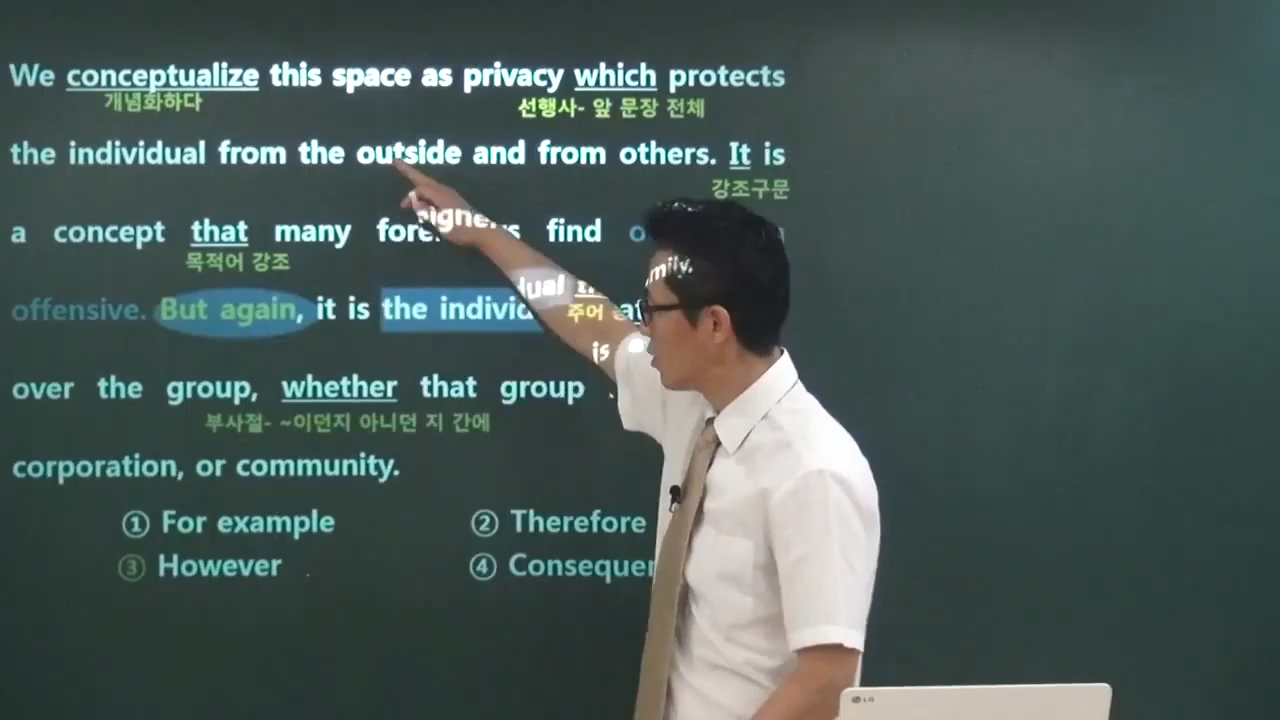 We conceptualize this space as privacy which protects
개념화하다 선행사- 앞 문장 전체
the individual from the outside and from others. It is
강조구문
a concept that many foreigners find
목적어 강조
offensive. But again, it is the individual
주어
over the group, whether that group is
부사절- ~이던지 아니던 지 간에
corporation, or community.
① For example ② Therefore
③ However ④
LG